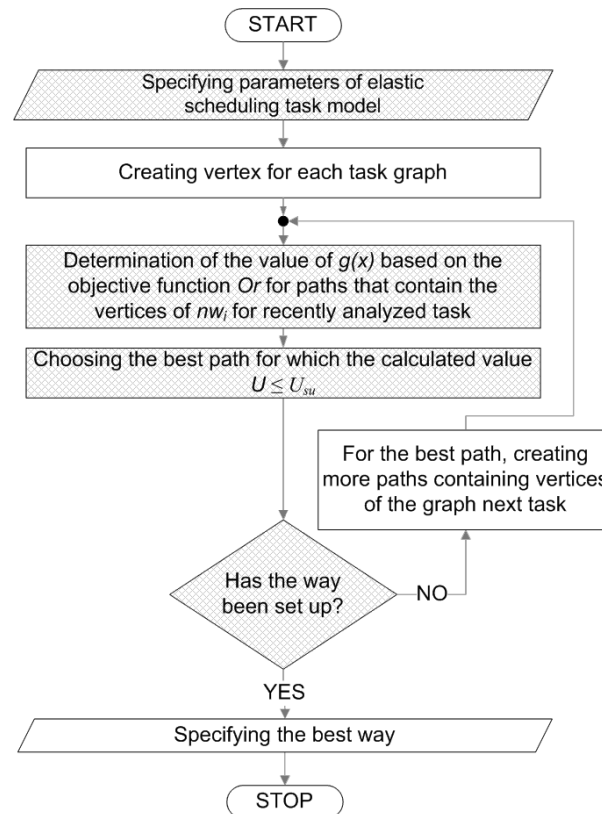 START
Specifying parameters of elastic
scheduling task model
Creating vertex for each task graph
Determination of the value of g(x) based on the
objective function Or for paths that contain the
vertices of nwi for recently analyzed task
Choosing the best path for which the calculated value
U ≤ Usu
For the best path, creating
more paths containing vertices
of the graph next task
Has the way
been set up?
NO
YES
Specifying the best way
STOP